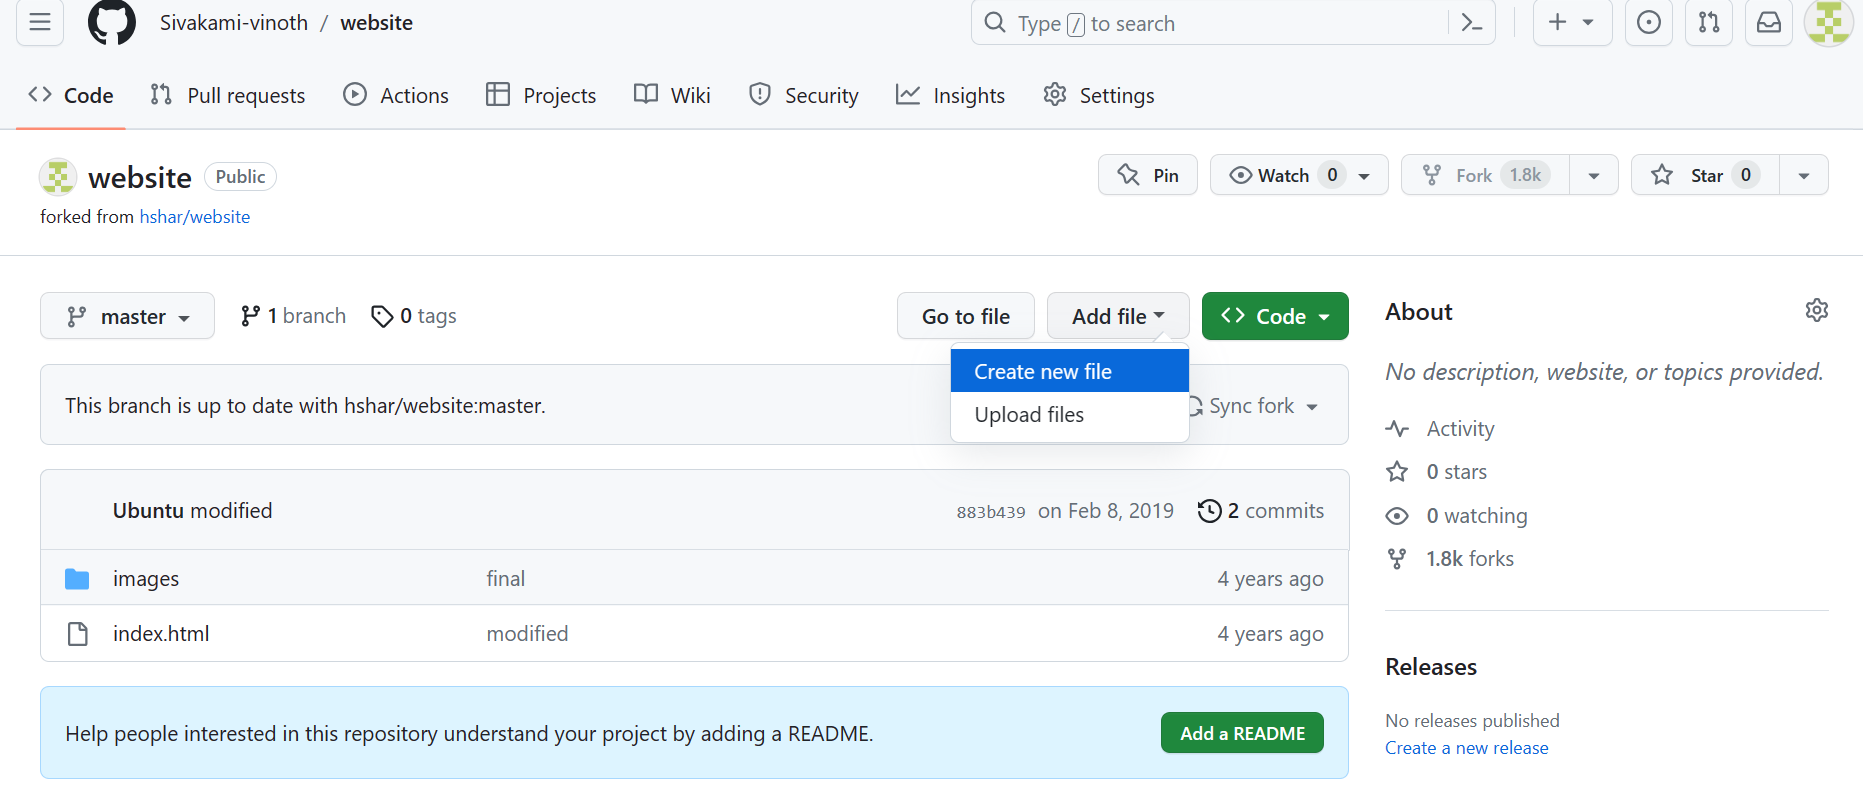 Sivakami-vinoth / website
Type / to search
Code
Pull requests
Actions
Projects
Wiki
Security
Insights
Settings
website
Public
Pin
Watch 0
Fork 1.8k
Star 0
forked from hshar/website
master
1 branch
0 tags
Go to file
Add file
Code
Create new file
Upload files
This branch is up to date with hshar/website:master.
Sync fork
Ubuntu modified
883b439 on Feb 8, 2019
2 commits
images final 4 years ago
index.html modified 4 years ago
Help people interested in this repository understand your project by adding a README.
Add a README
About
No description, website, or topics provided.
Activity
0 stars
0 watching
1.8k forks
Releases
No releases published
Create a new release